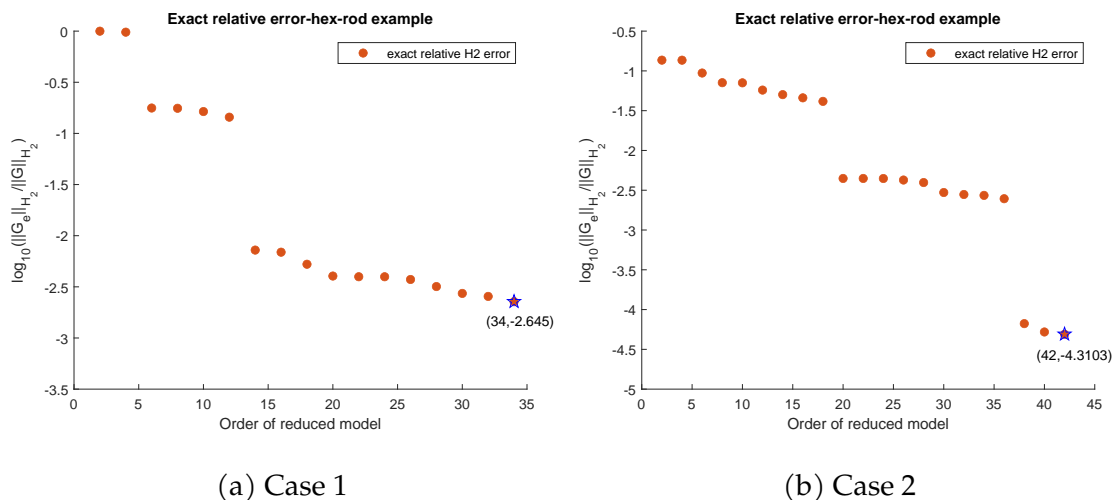 Exact relative error-hex-rod example
exact relative H2 error
0
-0.5
-1
-1.5
-2
-2.5
-3
-3.5
log10(||Ge||H2/||G||H2)
(34,-2.645)
0 5 10 15 20 25 30 35
Order of reduced model
(a) Case 1
Exact relative error-hex-rod example
exact relative H2 error
-0.5
-1
-1.5
-2
-2.5
-3
-3.5
-4
-4.5
-5
log10(||Ge||H2/||G||H2)
(42,-4.3103)
0 5 10 15 20 25 30 35 40 45
Order of reduced model
(b) Case 2